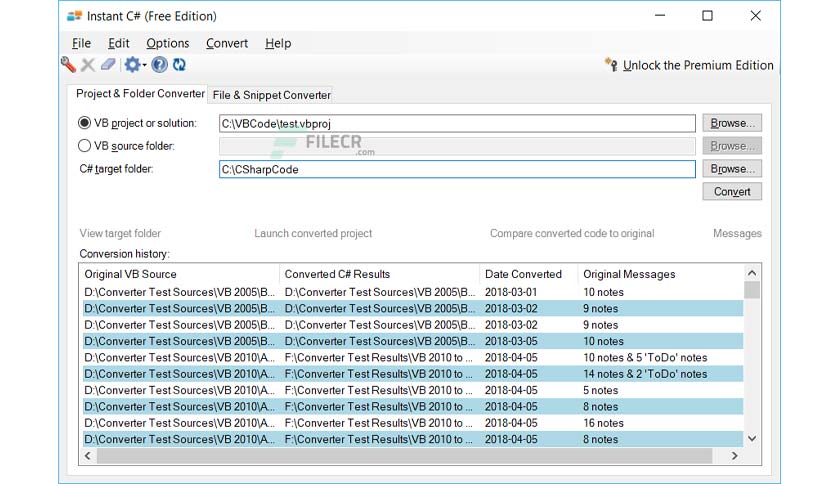 Instant C# (Free Edition)
File Edit Options Convert Help
Unlock the Premium Edition
Project & Folder Converter File & Snippet Converter
VB project or solution: C:\VBCode\test.vbproj Browse...
VB source folder: Browse...
FILECR
.com
C# target folder: C:\CSharpCode Browse...
Convert
View target folder Launch converted project Compare converted code to original Messages
Conversion history:
Original VB Source Converted C# Results Date Converted Original Messages
D:\Converter Test Sources\VB 2005\B... D:\Converter Test Sources\VB 2005\B... 2018-03-01 10 notes
D:\Converter Test Sources\VB 2005\B... D:\Converter Test Sources\VB 2005\B... 2018-03-02 9 notes
D:\Converter Test Sources\VB 2005\B... D:\Converter Test Sources\VB 2005\B... 2018-03-02 9 notes
D:\Converter Test Sources\VB 2005\B... D:\Converter Test Sources\VB 2005\B... 2018-03-05 10 notes
D:\Converter Test Sources\VB 2010\A... F:\Converter Test Results\VB 2010 to ... 2018-04-05 10 notes & 5 'ToDo' notes
D:\Converter Test Sources\VB 2010\A... F:\Converter Test Results\VB 2010 to ... 2018-04-05 14 notes & 2 'ToDo' notes
D:\Converter Test Sources\VB 2010\A... F:\Converter Test Results\VB 2010 to ... 2018-04-05 5 notes
D:\Converter Test Sources\VB 2010\A... F:\Converter Test Results\VB 2010 to ... 2018-04-05 8 notes
D:\Converter Test Sources\VB 2010\A... F:\Converter Test Results\VB 2010 to ... 2018-04-05 16 notes
D:\Converter Test Sources\VB 2010\A... F:\Converter Test Results\VB 2010 to ... 2018-04-05 8 notes